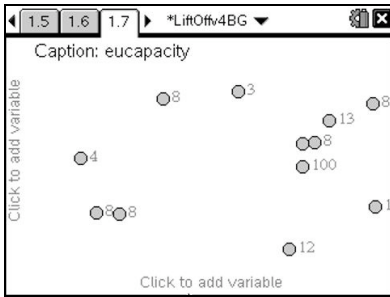 1.5 1.6 1.7 *LiftOffv4BG
Caption: eucapacity
Click to add variable
8
3
8
13
8
4
100
8 8
1
12
Click to add variable